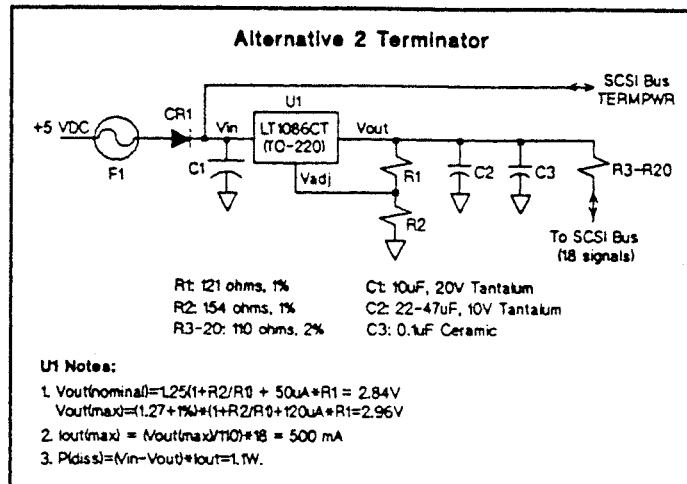 Alternative 2 Terminator
SCSI Bus
TERMPWR
U1
CR1
+5 VDC
Vin
LT1086CT
(TO-220)
Vout
F1
C1
Vadj
R1
C2
C3
R3-R20
R2
To SCSI Bus
(18 signals)
R1: 121 ohms, 1%
C1: 10uF, 20V Tantalum
R2: 154 ohms, 1%
C2: 22-47uF, 10V Tantalum
R3-20: 110 ohms, 2%
C3: 0.1uF Ceramic
U1 Notes:
1. Vout(nominal)=1.25(1+R2/R1) + 50uA*R1 = 2.84V
Vout(max)=(1.27+1%)*(1+R2/R1)+120uA*R1=2.96V
2. Iout(max) = (Vout(max)/110)*18 = 500 mA
3. P(diss)=(Vin-Vout)*Iout=1.1W.